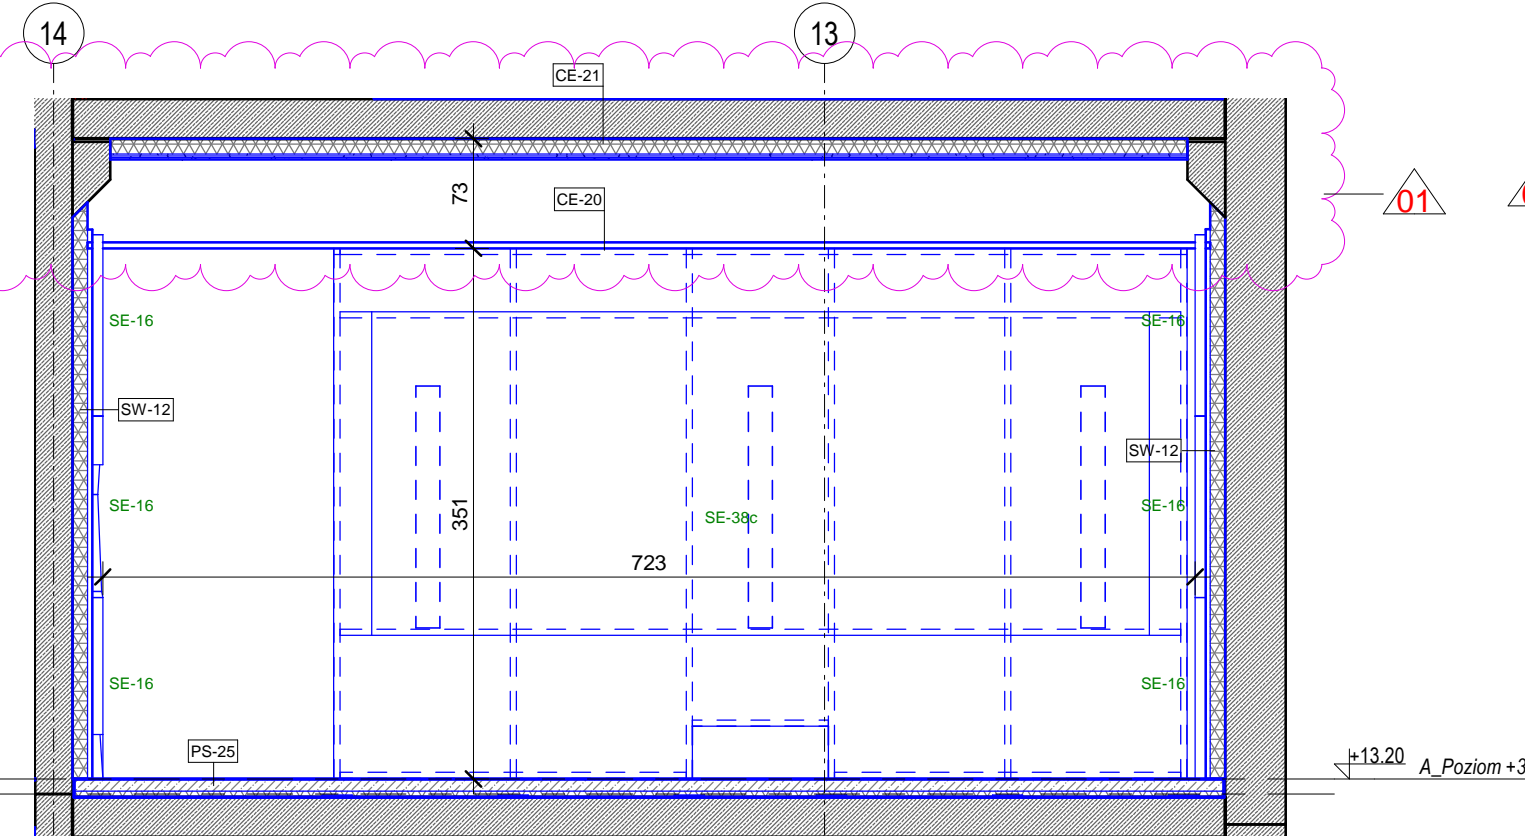 14
13
CE-21
73
CE-20
01
SE-16
SE-16
SW-12
SW-12
351
SE-16
SE-16
SE-38c
723
SE-16
SE-16
PS-25
+13.20
A_Poziom +3